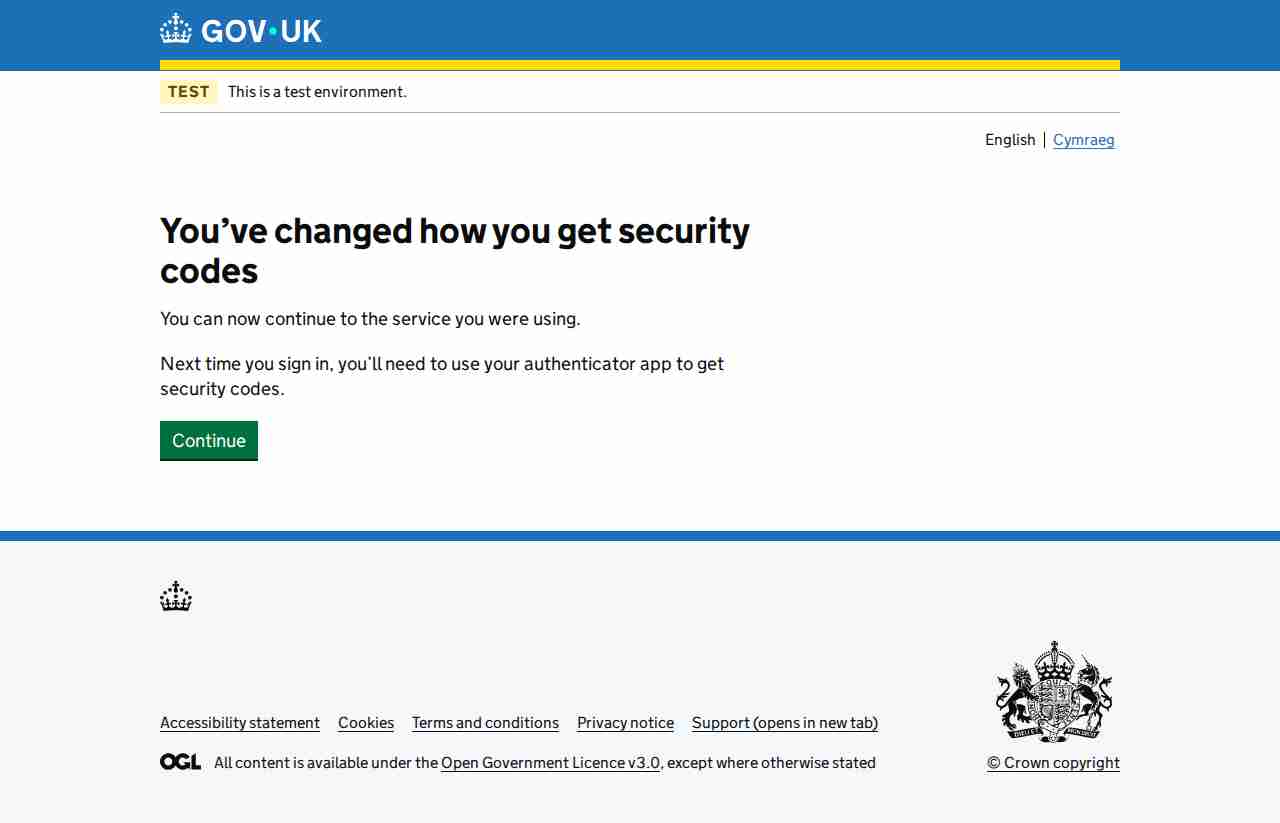 GOV·UK
TEST This is a test environment.
English Cymraeg
You’ve changed how you get security
codes
You can now continue to the service you were using.
Next time you sign in, you’ll need to use your authenticator app to get
security codes.
Continue
Accessibility statement Cookies Terms and conditions Privacy notice Support (opens in new tab)
OGL All content is available under the Open Government Licence v3.0, except where otherwise stated
© Crown copyright